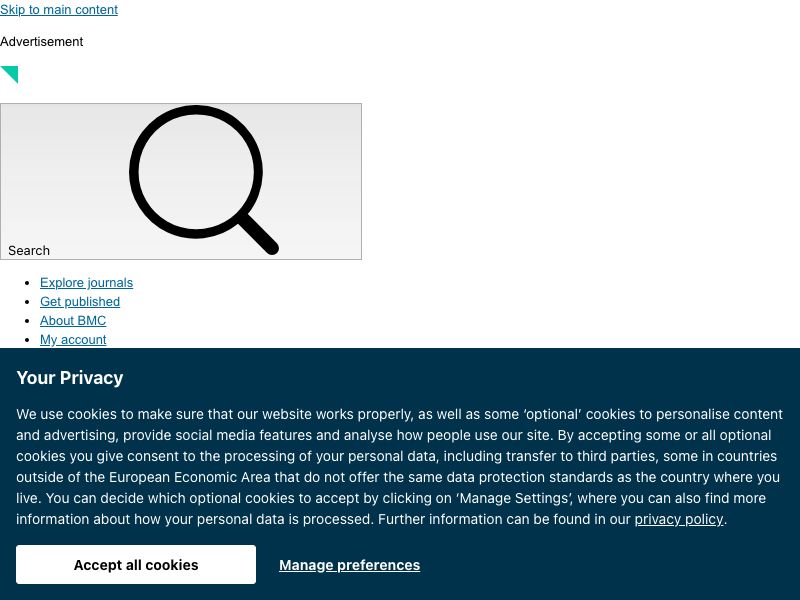 Skip to main content
Advertisement
Search
Explore journals
Get published
About BMC
My account
Your Privacy
We use cookies to make sure that our website works properly, as well as some ‘optional’ cookies to personalise content
and advertising, provide social media features and analyse how people use our site. By accepting some or all optional
cookies you give consent to the processing of your personal data, including transfer to third parties, some in countries
outside of the European Economic Area that do not offer the same data protection standards as the country where you
live. You can decide which optional cookies to accept by clicking on ‘Manage Settings’, where you can also find more
information about how your personal data is processed. Further information can be found in our privacy policy.
Accept all cookies Manage preferences